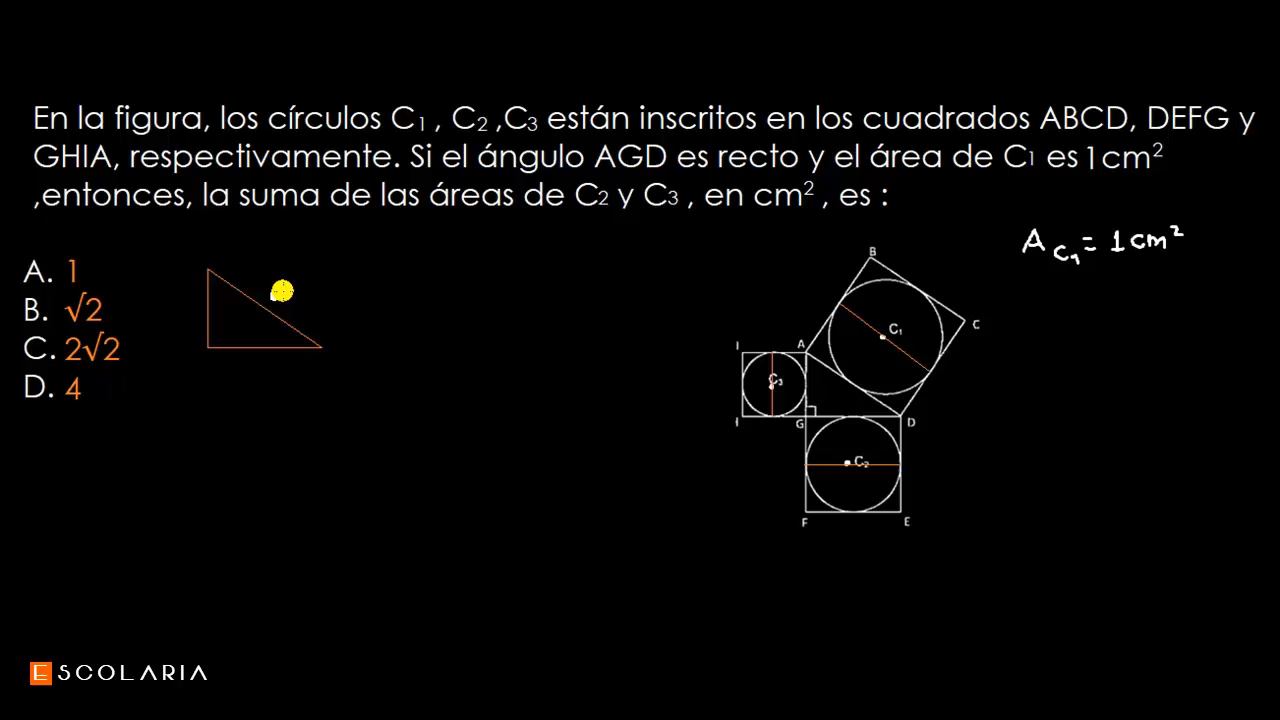 En la figura, los círculos C₁ , C₂ ,C₃ están inscritos en los cuadrados ABCD, DEFG y
GHIA, respectivamente. Si el ángulo AGD es recto y el área de C₁ es 1cm²
,entonces, la suma de las áreas de C₂ y C₃ , en cm² , es :
A C₁ = 1 cm²
A. 1
B. √2
C. 2√2
D. 4
B
C₁
C
I
A
C₃
I
G
D
C₂
F
E
ESCOLARIA